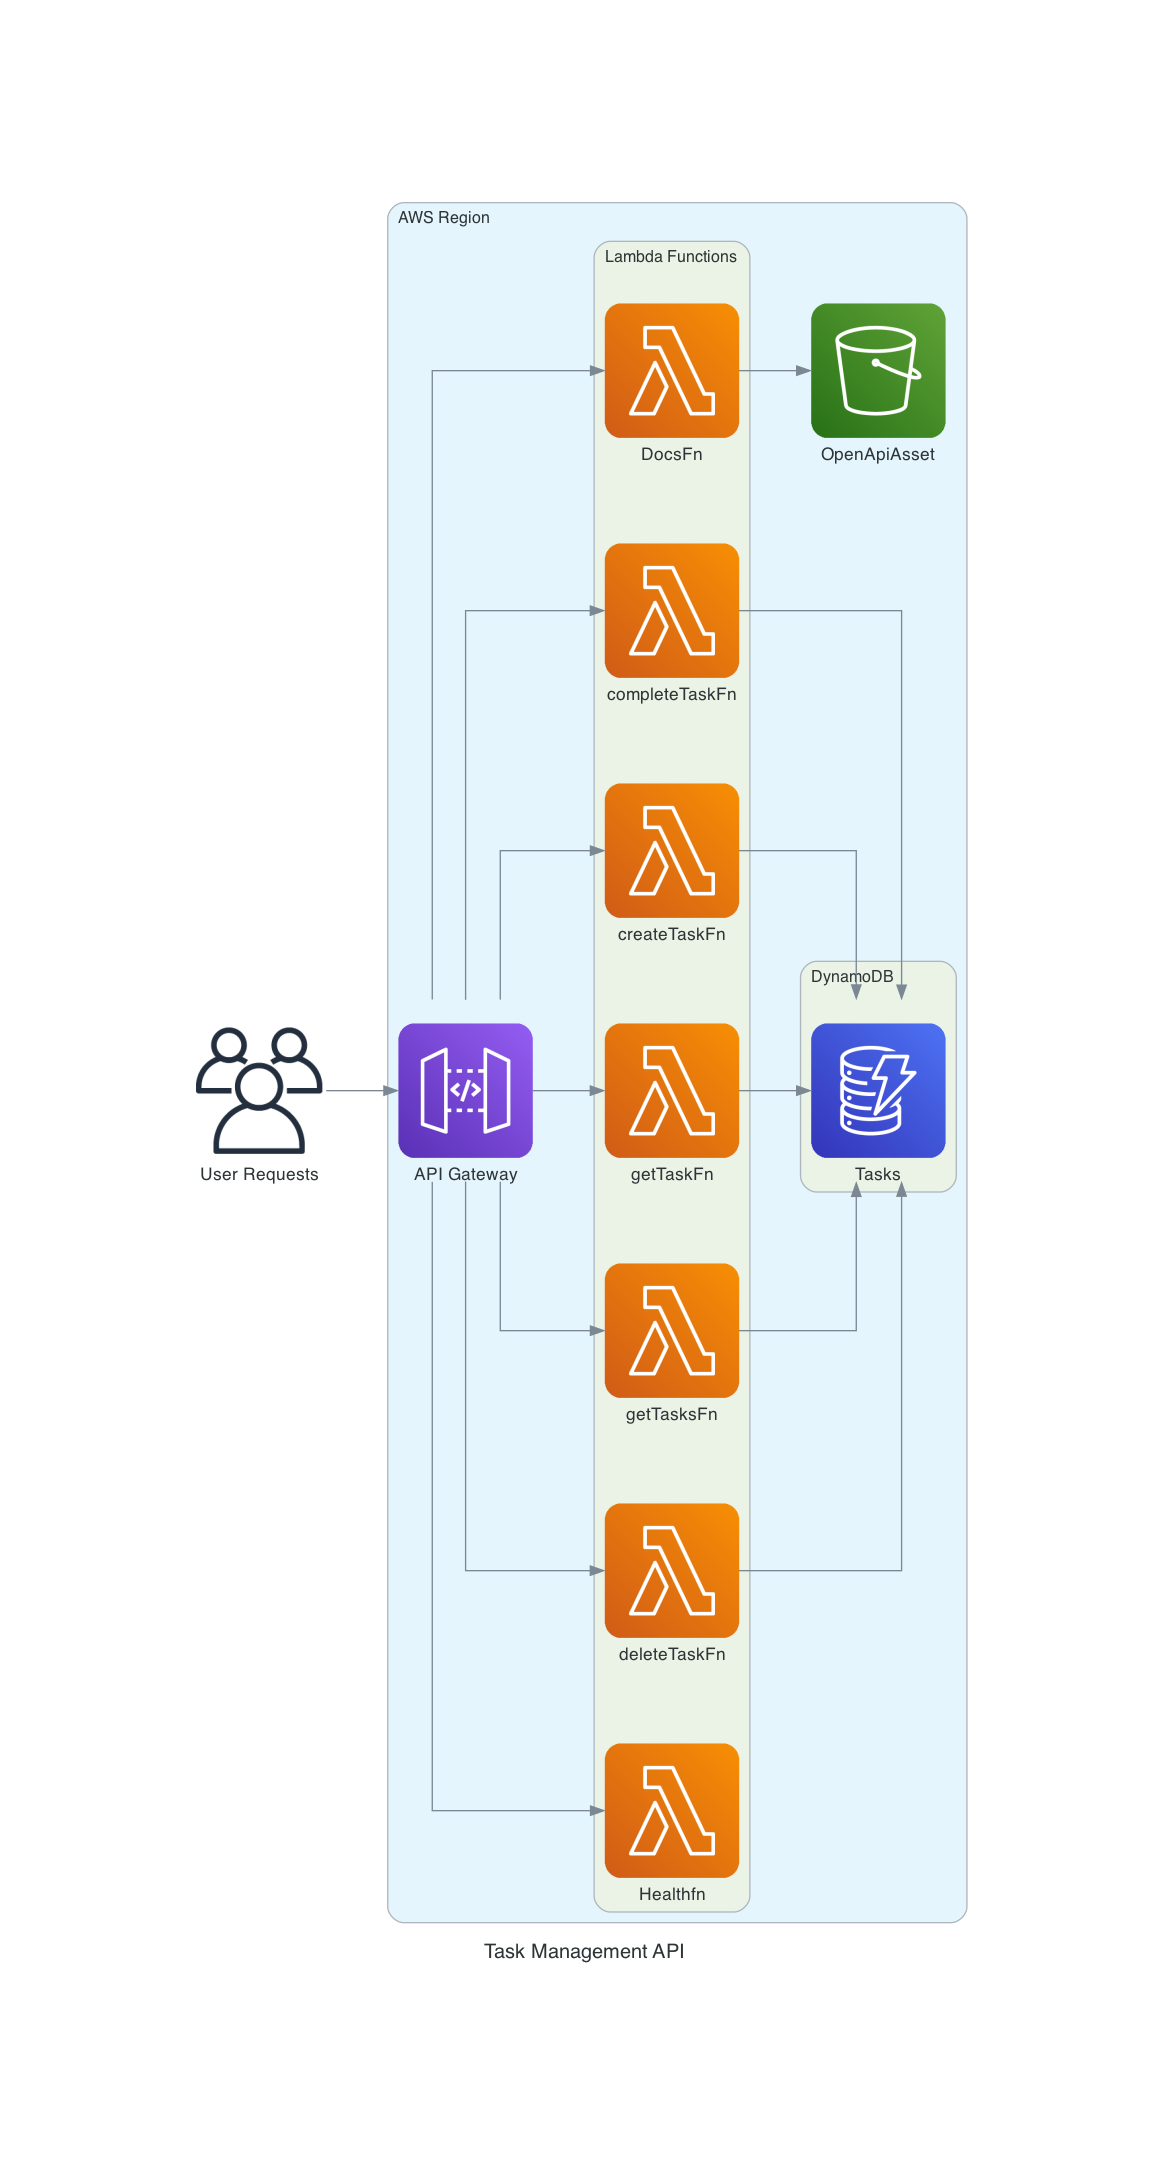 AWS Region
Lambda Functions
DocsFn
OpenApiAsset
completeTaskFn
createTaskFn
DynamoDB
User Requests
API Gateway
getTaskFn
Tasks
getTasksFn
deleteTaskFn
Healthfn
Task Management API